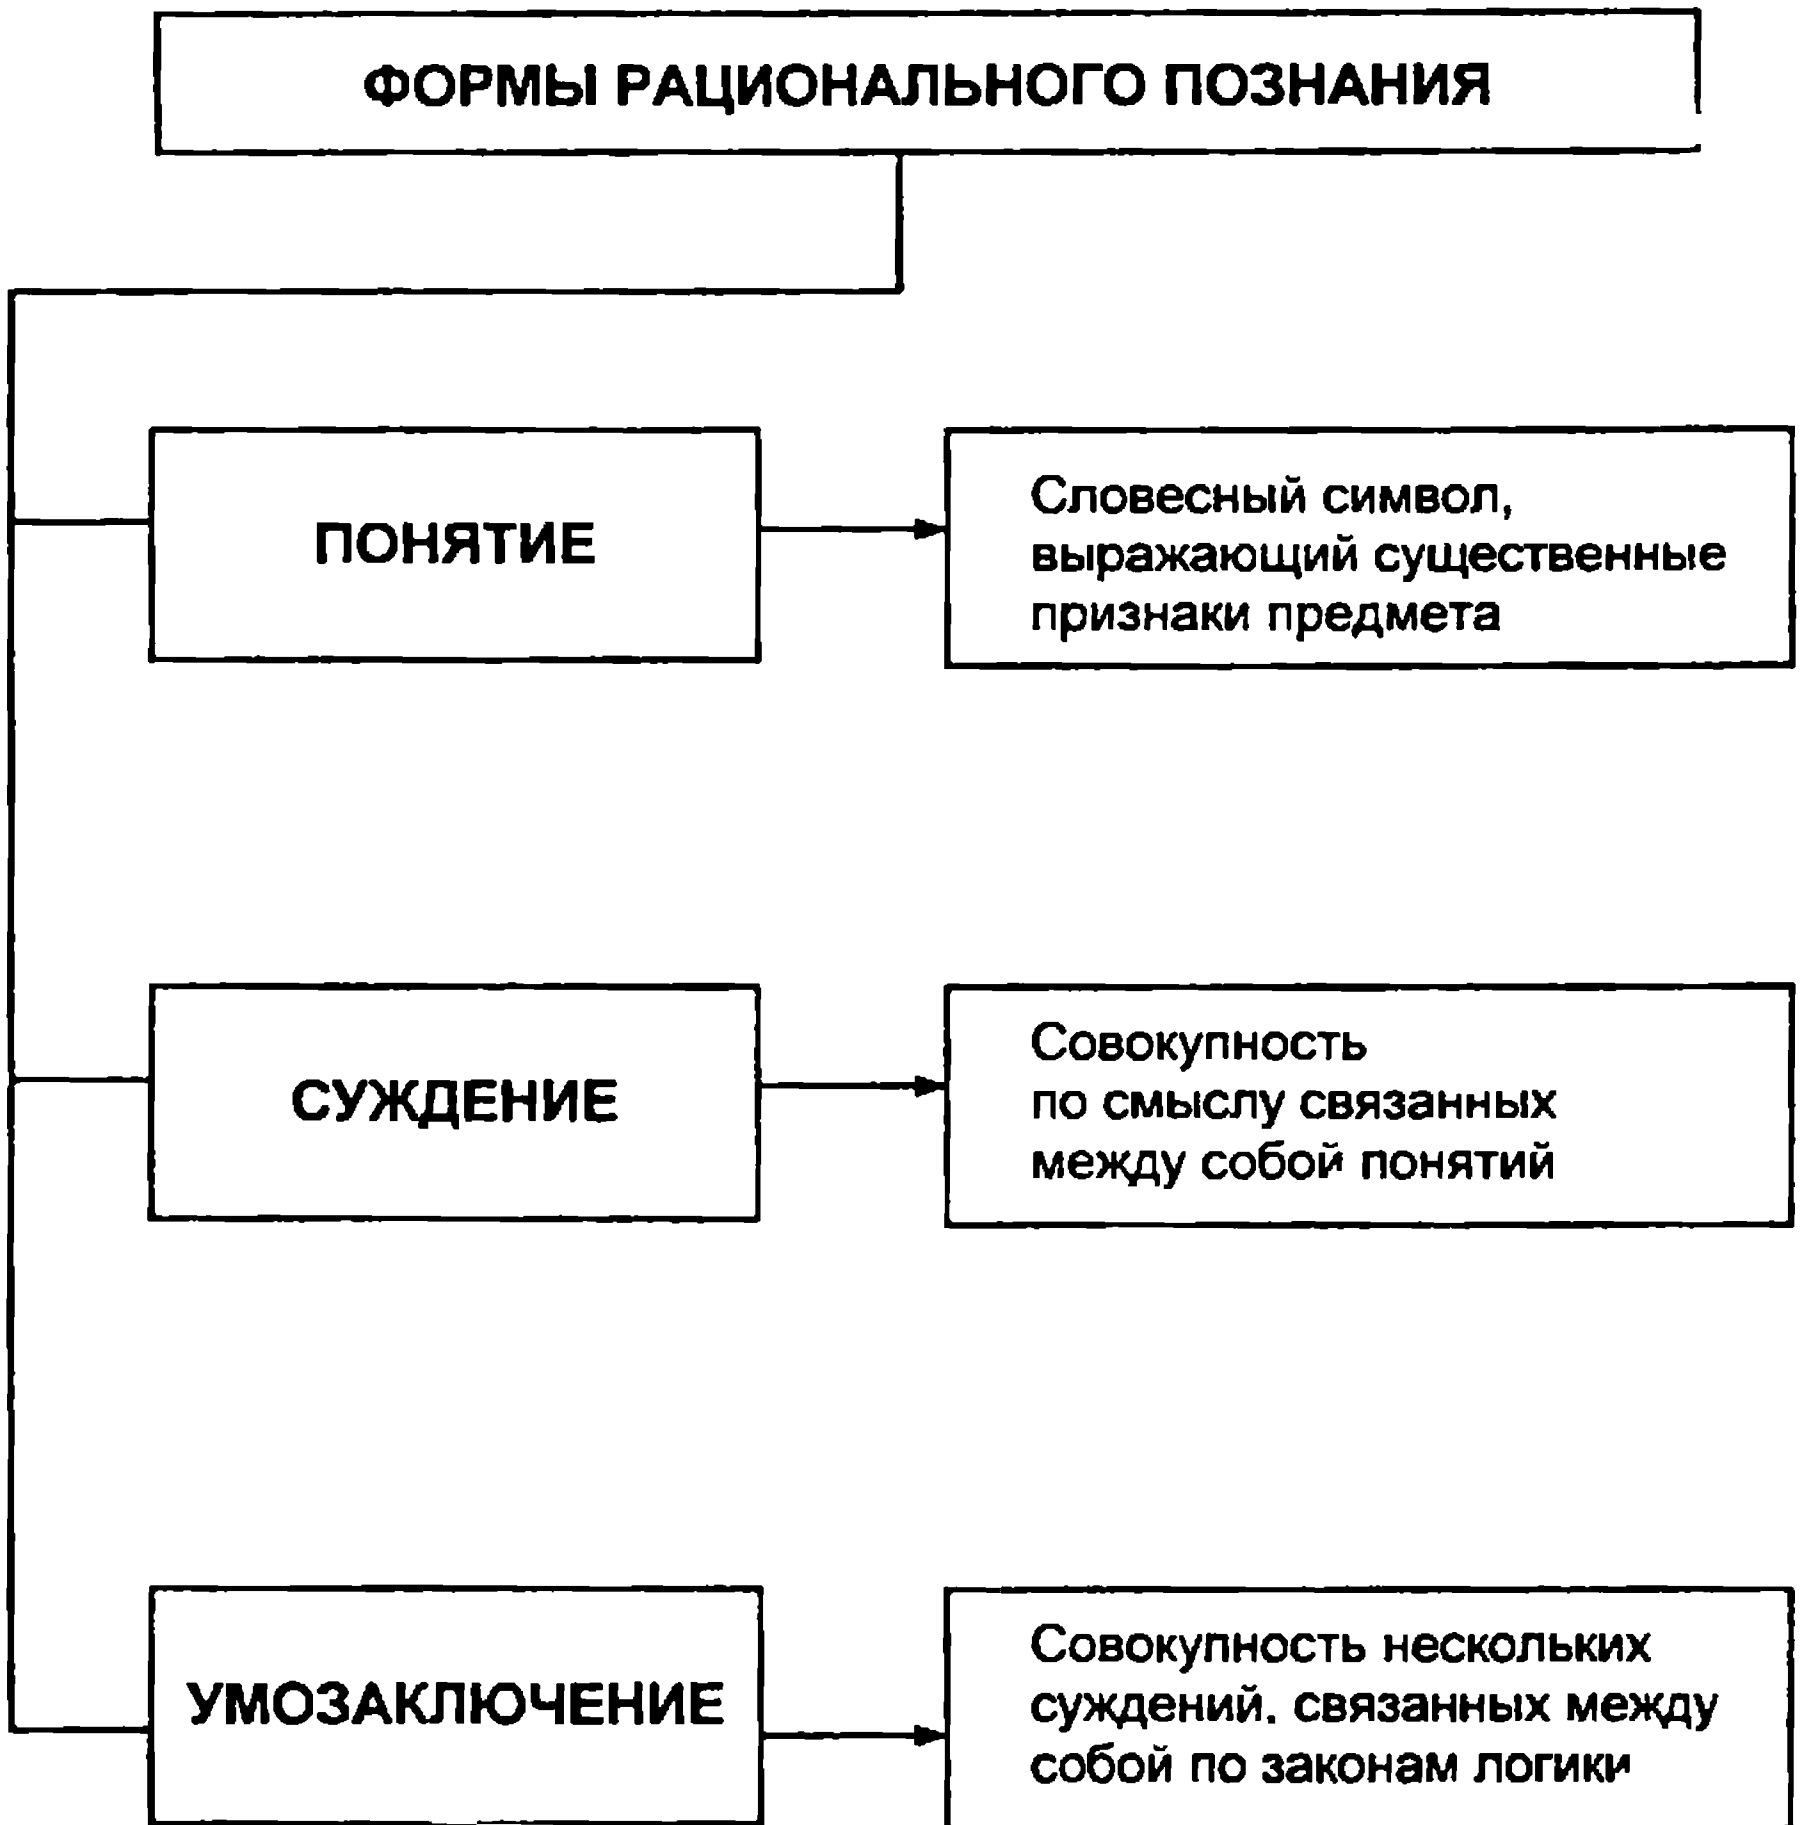 ФОРМЫ РАЦИОНАЛЬНОГО ПОЗНАНИЯ
ПОНЯТИЕ
Словесный символ,
выражающий существенные
признаки предмета
СУЖДЕНИЕ
Совокупность
по смыслу связанных
между собой понятий
УМОЗАКЛЮЧЕНИЕ
Совокупность нескольких
суждений. связанных между
собой по законам логики